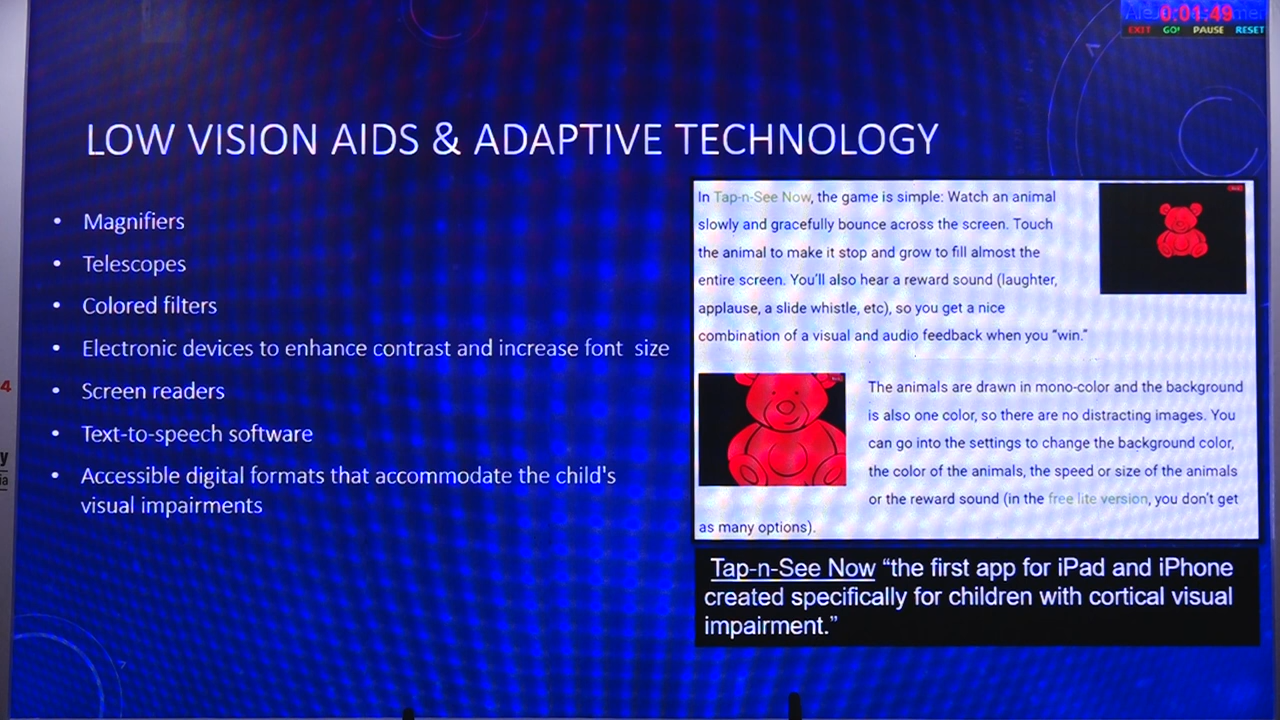 0:01:49
EXIT GO! PAUSE RESET
LOW VISION AIDS & ADAPTIVE TECHNOLOGY
• Magnifiers
• Telescopes
• Colored filters
• Electronic devices to enhance contrast and increase font size
• Screen readers
• Text-to-speech software
• Accessible digital formats that accommodate the child's
visual impairments
In Tap-n-See Now, the game is simple: Watch an animal
slowly and gracefully bounce across the screen. Touch
the animal to make it stop and grow to fill almost the
entire screen. You'll also hear a reward sound (laughter,
applause, a slide whistle, etc), so you get a nice
combination of a visual and audio feedback when you “win.”
The animals are drawn in mono-color and the background
is also one color, so there are no distracting images. You
can go into the settings to change the background color,
the color of the animals, the speed or size of the animals
or the reward sound (in the free lite version, you don't get
as many options).
Tap-n-See Now “the first app for iPad and iPhone
created specifically for children with cortical visual
impairment.”
4
y
ia